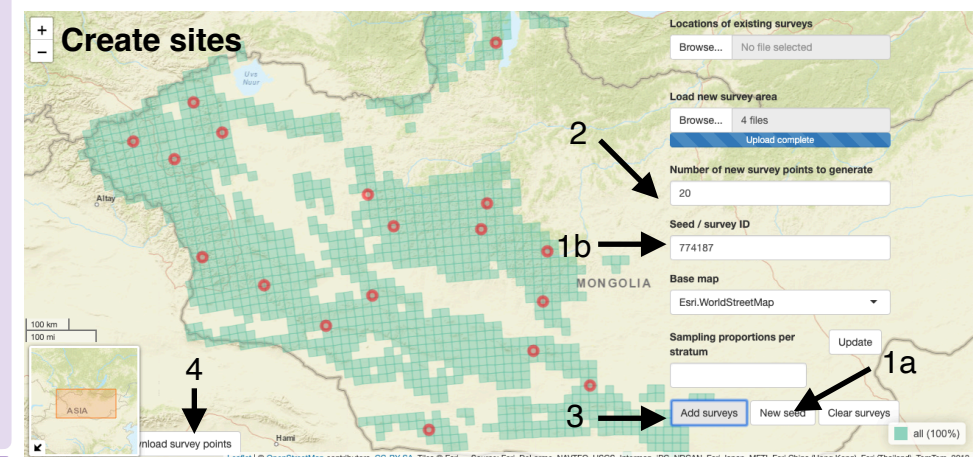 Create sites
+
−
Uvs
Nuur
Altay
MONGOLIA
100 km
100 mi
ASIA
Hami
4
nload survey points
Locations of existing surveys
Browse... No file selected
Load new survey area
Browse... 4 files
Upload complete
2
Number of new survey points to generate
20
Seed / survey ID
1b
774187
Base map
Esri.WorldStreetMap
Sampling proportions per
stratum
Update
1a
3
Add surveys
New seed
Clear surveys
all (100%)